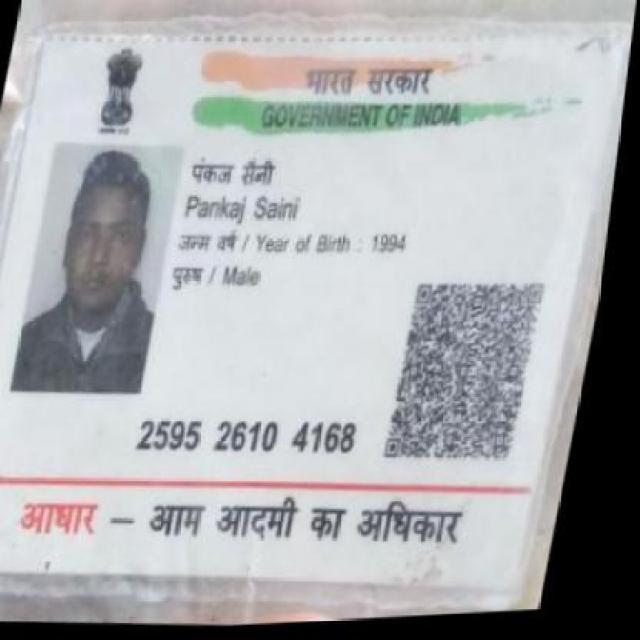 भारत सरकार
GOVERNMENT OF INDIA
पंकज सैनी
Pankaj Saini
जन्म वर्ष / Year of Birth : 1994
पुरुष / Male
2595 2610 4168
आधार – आम आदमी का अधिकार